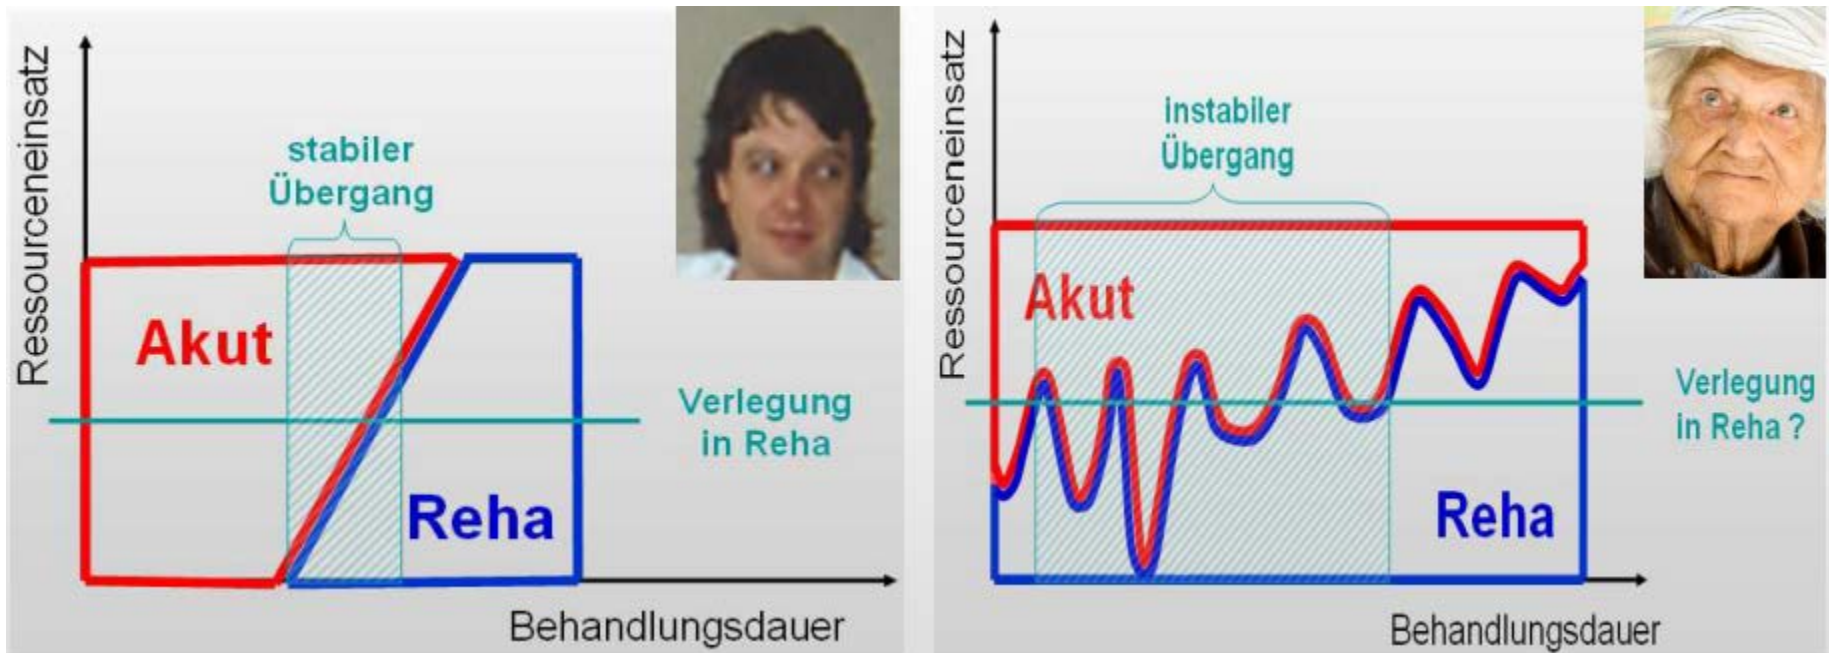 Ressourceneinsatz
stabiler
Übergang
Akut
Verlegung
in Reha
Reha
Behandlungsdauer
Ressourceneinsatz
instabiler
Übergang
Akut
Verlegung
in Reha ?
Reha
Behandlungsdauer